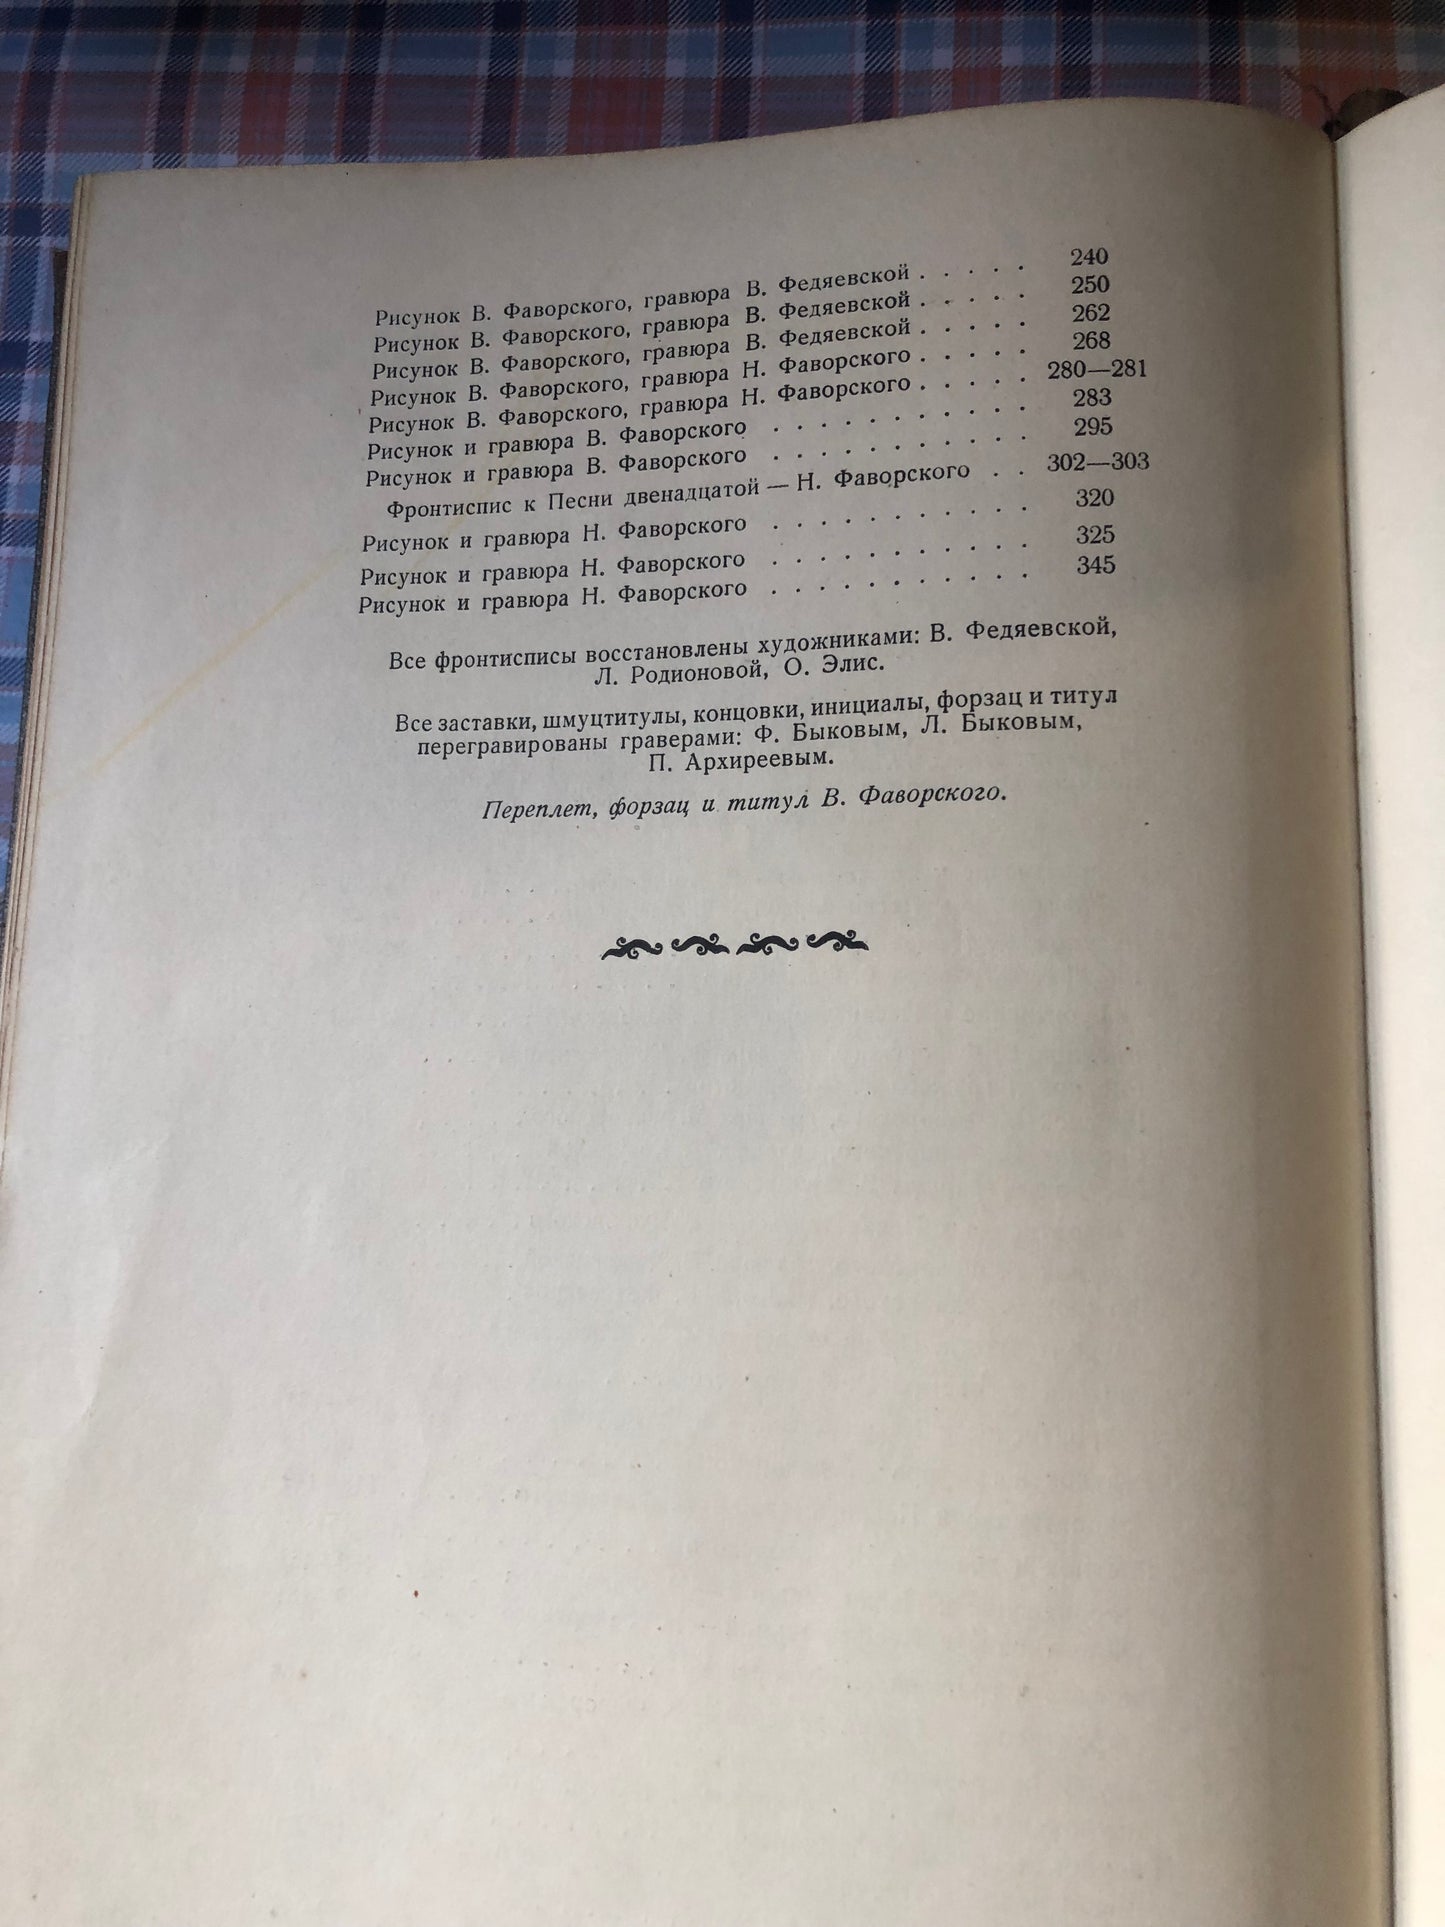 Рисунок В. Фаворского, гравюра В. Федяевской . . . . . 240
Рисунок В. Фаворского, гравюра В. Федяевской . . . . . 250
Рисунок В. Фаворского, гравюра В. Федяевской . . . . . 262
Рисунок В. Фаворского, гравюра Н. Фаворского . . . . . 268
Рисунок В. Фаворского, гравюра Н. Фаворского . . . . . 280—281
Рисунок и гравюра В. Фаворского . . . . . . . . . . . 283
Рисунок и гравюра В. Фаворского . . . . . . . . . . . 295
Фронтиспис к Песни двенадцатой — Н. Фаворского . . 302—303
Рисунок и гравюра Н. Фаворского . . . . . . . . . . . 320
Рисунок и гравюра Н. Фаворского . . . . . . . . . . . 325
Рисунок и гравюра Н. Фаворского . . . . . . . . . . . 345
Все фронтисписы восстановлены художниками: В. Федяевской,
Л. Родионовой, О. Элис.
Все заставки, шмуцтитулы, концовки, инициалы, форзац и титул
перегравированы граверами: Ф. Быковым, Л. Быковым,
П. Архиреевым.
Переплет, форзац и титул В. Фаворского.